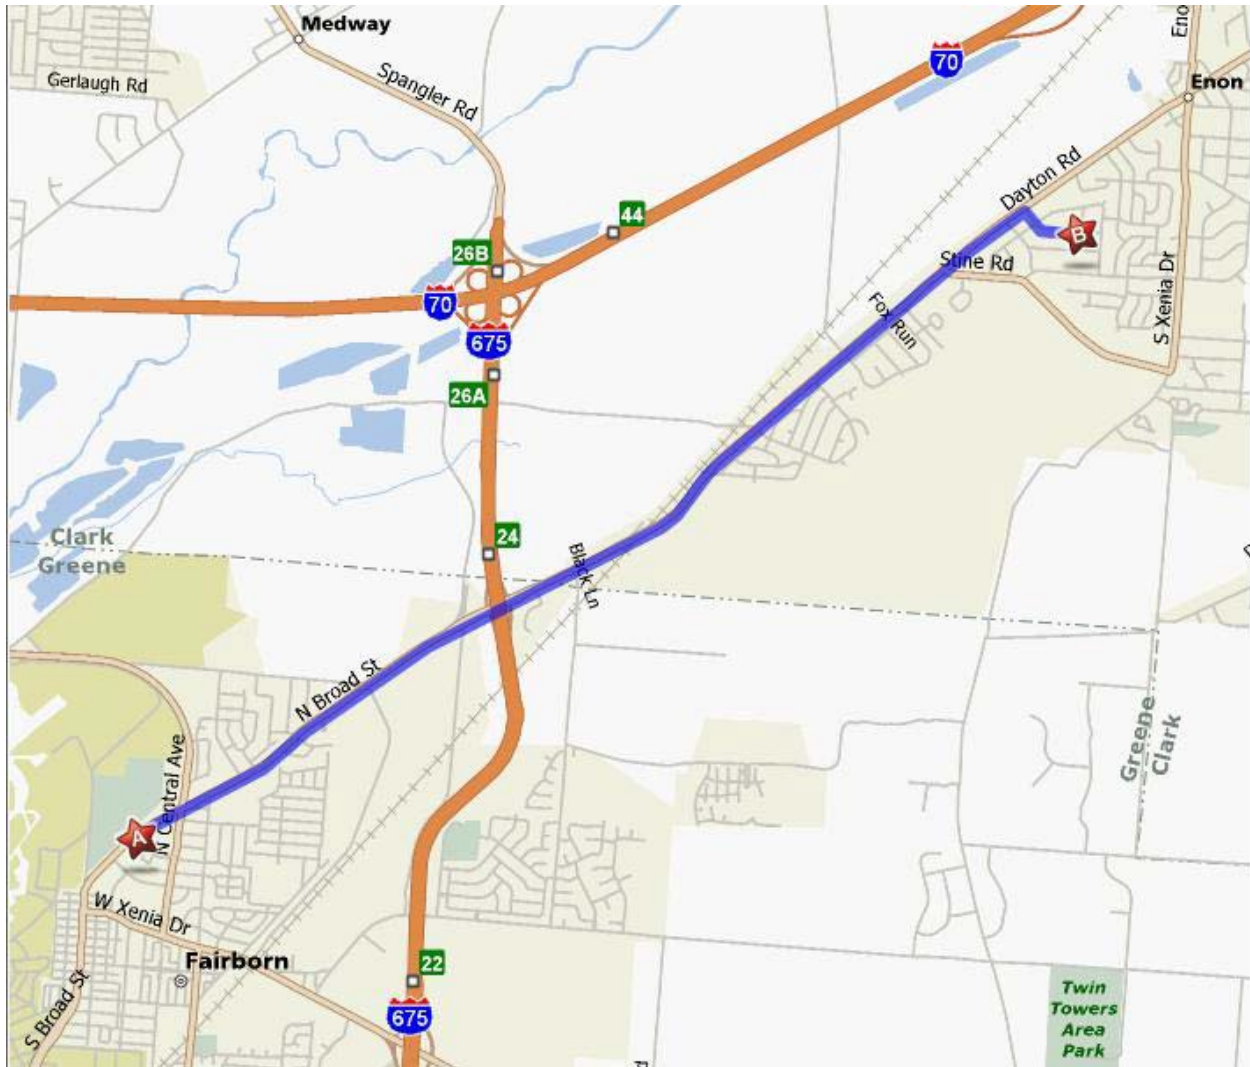 Medway
Gerlaugh Rd
Spangler Rd
70
Enon
Dayton Rd
44
26B
B
Stine Rd
70
S Xenia Dr
Fox Run
675
26A
Clark
Greene
24
Black Ln
N Broad St
Greene
Clark
N Central Ave
A
W Xenia Dr
Fairborn
22
S Broad St
675
Twin
Towers
Area
Park